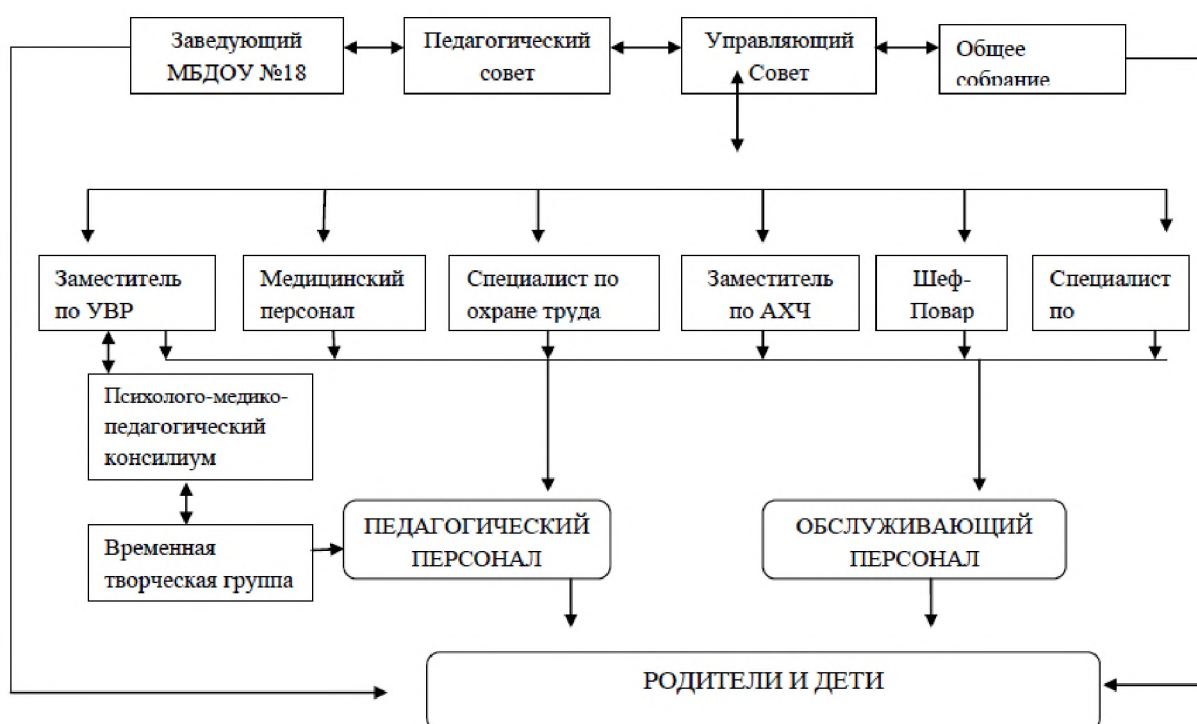 Заведующий
МБДОУ №18
Педагогический
совет
Управляющий
Совет
Общее
собрание
Заместитель
по УВР
Медицинский
персонал
Специалист по
охране труда
Заместитель
по АХЧ
Шеф-
Повар
Специалист
по
Психолого-медико-
педагогический
консилиум
Временная
творческая группа
ПЕДАГОГИЧЕСКИЙ
ПЕРСОНАЛ
ОБСЛУЖИВАЮЩИЙ
ПЕРСОНАЛ
РОДИТЕЛИ И ДЕТИ